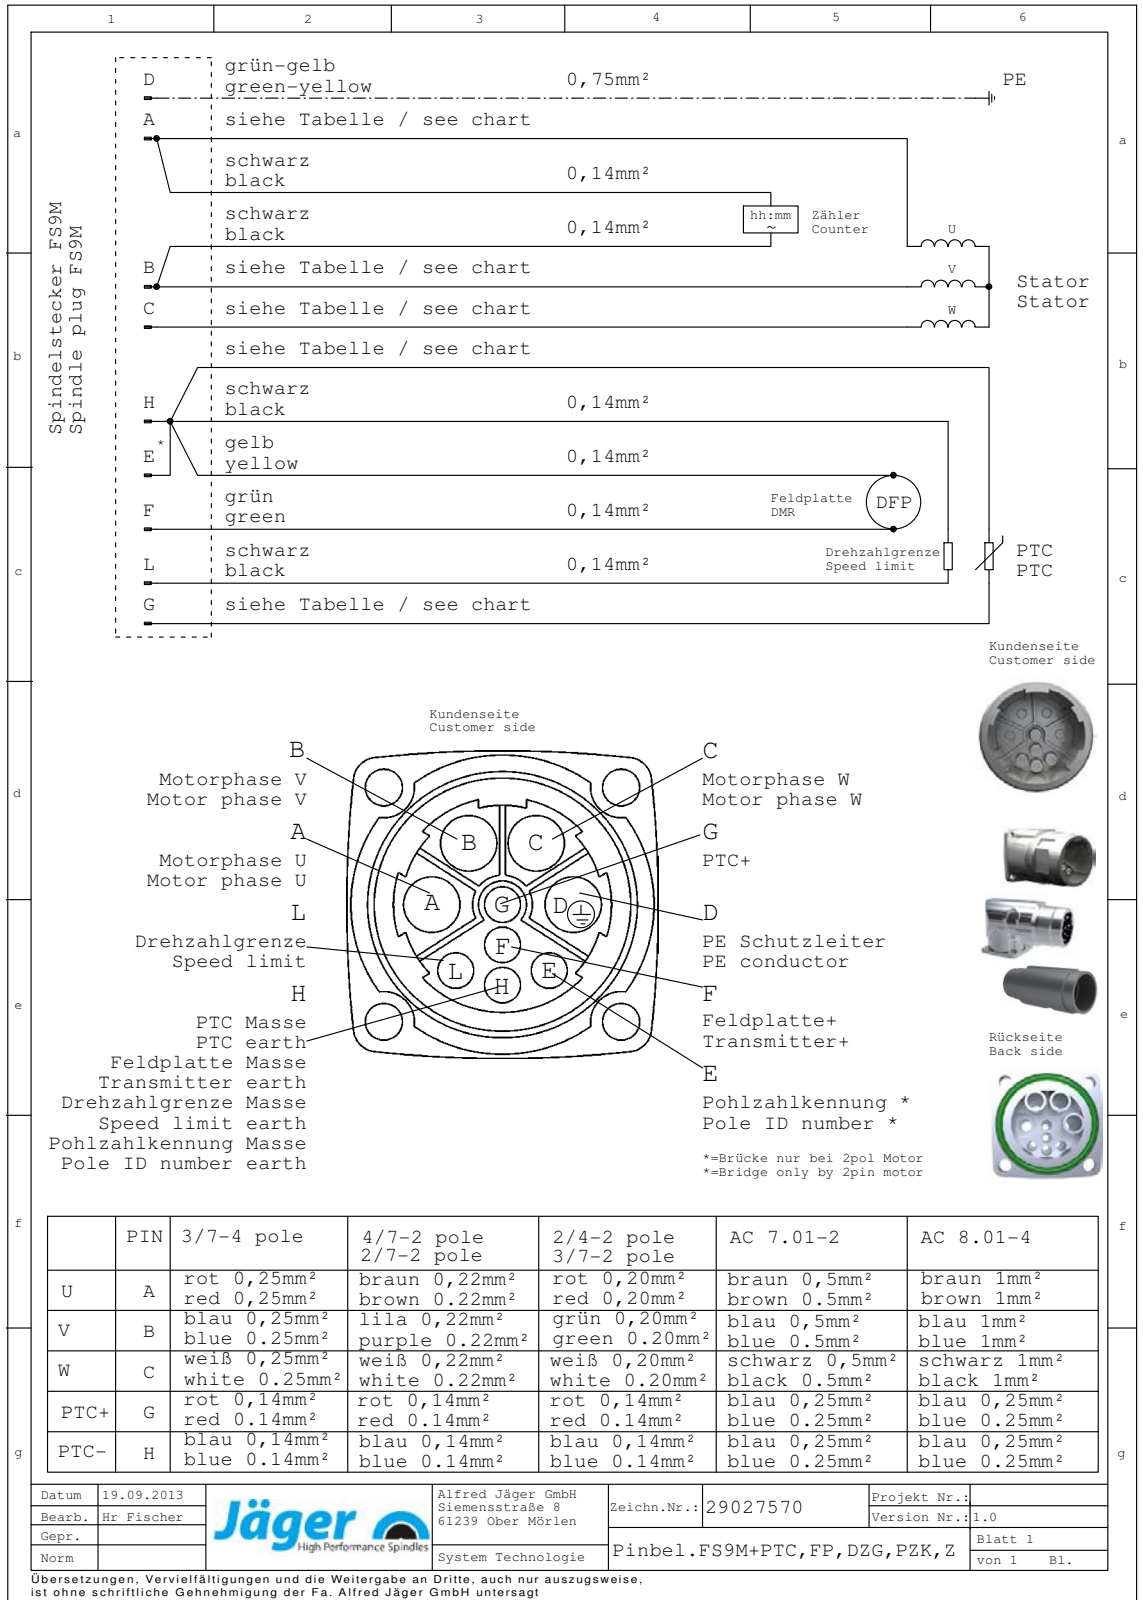 1 2 3 4 5 6
a
b
c
d
e
f
g
a
b
c
d
e
f
g
Spindelstecker FS9M
Spindle plug FS9M
D
grün-gelb
green-yellow
0,75mm²
PE
A
siehe Tabelle / see chart
schwarz
black
0,14mm²
schwarz
black
0,14mm²
hh:mm
~
Zähler
Counter
U
B
siehe Tabelle / see chart
V
Stator
Stator
C
siehe Tabelle / see chart
W
siehe Tabelle / see chart
H
schwarz
black
0,14mm²
E *
gelb
yellow
0,14mm²
F
grün
green
0,14mm²
Feldplatte
DMR
DFP
L
schwarz
black
0,14mm²
Drehzahlgrenze
Speed limit
PTC
PTC
G
siehe Tabelle / see chart
Kundenseite
Customer side
Kundenseite
Customer side
B
Motorphase V
Motor phase V
A
Motorphase U
Motor phase U
L
Drehzahlgrenze
Speed limit
H
PTC Masse
PTC earth
Feldplatte Masse
Transmitter earth
Drehzahlgrenze Masse
Speed limit earth
Pohlzahlkennung Masse
Pole ID number earth
B C
A G D
F
L H E
C
Motorphase W
Motor phase W
G
PTC+
D
PE Schutzleiter
PE conductor
F
Feldplatte+
Transmitter+
E
Pohlzahlkennung *
Pole ID number *
*=Brücke nur bei 2pol Motor
*=Bridge only by 2pin motor
Rückseite
Back side
PIN 3/7-4 pole 4/7-2 pole 2/4-2 pole AC 7.01-2 AC 8.01-4
2/7-2 pole 3/7-2 pole
U A rot 0,25mm² braun 0,22mm² rot 0,20mm² braun 0,5mm² braun 1mm²
red 0,25mm² brown 0.22mm² red 0,20mm² brown 0.5mm² brown 1mm²
V B blau 0,25mm² lila 0,22mm² grün 0,20mm² blau 0,5mm² blau 1mm²
blue 0.25mm² purple 0.22mm² green 0.20mm² blue 0.5mm² blue 1mm²
W C weiß 0,25mm² weiß 0,22mm² weiß 0,20mm² schwarz 0,5mm² schwarz 1mm²
white 0.25mm² white 0.22mm² white 0.20mm² black 0.5mm² black 1mm²
PTC+ G rot 0,14mm² rot 0,14mm² rot 0,14mm² blau 0,25mm² blau 0,25mm²
red 0.14mm² red 0.14mm² red 0.14mm² blue 0.25mm² blue 0.25mm²
PTC- H blau 0,14mm² blau 0,14mm² blau 0,14mm² blau 0,25mm² blau 0,25mm²
blue 0.14mm² blue 0.14mm² blue 0.14mm² blue 0.25mm² blue 0.25mm²
Datum 19.09.2013
Bearb. Hr Fischer
Gepr.
Norm
Jäger
High Performance Spindles
Alfred Jäger GmbH
Siemensstraße 8
61239 Ober Mörlen
System Technologie
Zeichn.Nr.: 29027570
Pinbel.FS9M+PTC,FP,DZG,PZK,Z
Projekt Nr.:
Version Nr.: 1.0
Blatt 1
von 1 Bl.
Übersetzungen, Vervielfältigungen und die Weitergabe an Dritte, auch nur auszugsweise,
ist ohne schriftliche Gehnehmigung der Fa. Alfred Jäger GmbH untersagt